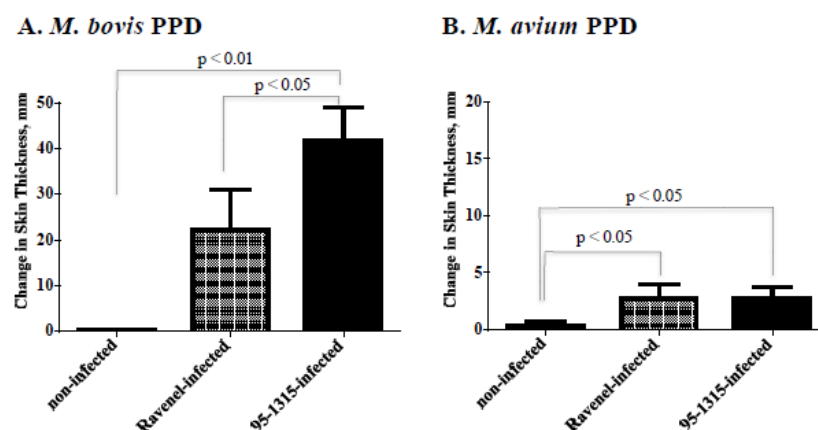 A. M. bovis PPD
p < 0.01
p < 0.05
Change in Skin Thickness, mm
50
40
30
20
10
0
non-infected
Ravenel-infected
95-1315-infected
B. M. avium PPD
p < 0.05
p < 0.05
Change in Skin Thickness, mm
20
15
10
5
0
non-infected
Ravenel-infected
95-1315-infected